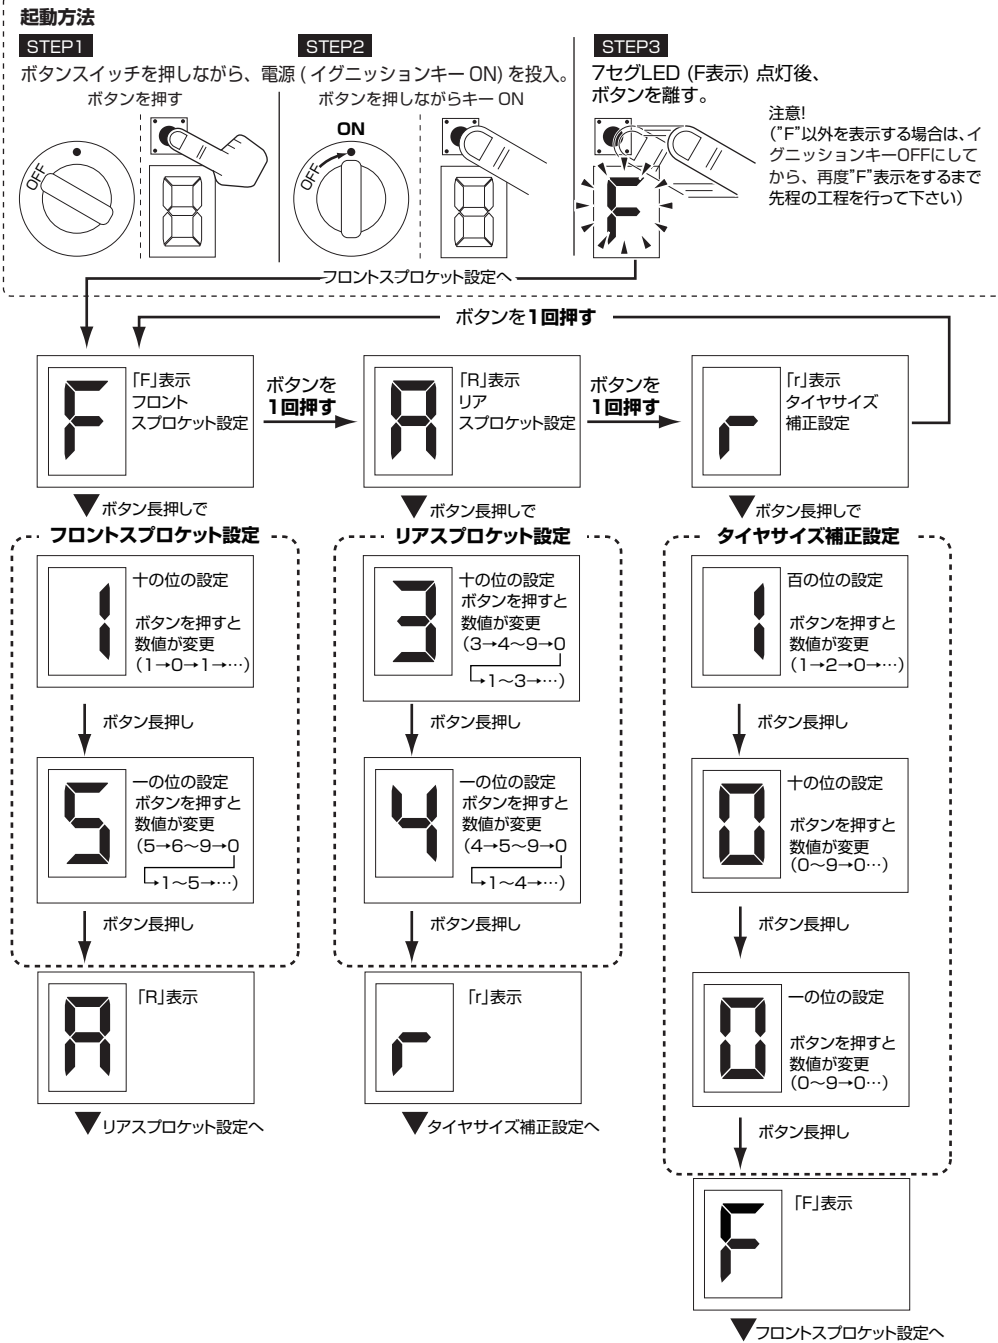 起動方法
STEP1
ボタンスイッチを押しながら、電源 ( イグニッションキー ON) を投入。
ボタンを押す
OFF
STEP2
ボタンを押しながらキー ON
ON
OFF
STEP3
7セグLED (F表示) 点灯後、
ボタンを離す。
F
注意!
("F"以外を表示する場合は、イ
グニッションキーOFFにして
から、再度"F"表示をするまで
先程の工程を行って下さい)
フロントスプロケット設定へ
ボタンを1回押す
F
「F」表示
フロント
スプロケット設定
ボタンを
1回押す
R
「R」表示
リア
スプロケット設定
ボタンを
1回押す
r
「r」表示
タイヤサイズ
補正設定
ボタン長押しで
フロントスプロケット設定
1
十の位の設定
ボタンを押すと
数値が変更
(1→0→1→…)
ボタン長押し
5
一の位の設定
ボタンを押すと
数値が変更
(5→6～9→0
→1～5→…)
ボタン長押し
R
「R」表示
リアスプロケット設定へ
ボタン長押しで
リアスプロケット設定
3
十の位の設定
ボタンを押すと
数値が変更
(3→4～9→0
→1～3→…)
ボタン長押し
4
一の位の設定
ボタンを押すと
数値が変更
(4→5～9→0
→1～4→…)
ボタン長押し
r
「r」表示
タイヤサイズ補正設定へ
ボタン長押しで
タイヤサイズ補正設定
1
百の位の設定
ボタンを押すと
数値が変更
(1→2→0→…)
ボタン長押し
0
十の位の設定
ボタンを押すと
数値が変更
(0～9→0…)
ボタン長押し
0
一の位の設定
ボタンを押すと
数値が変更
(0～9→0…)
ボタン長押し
F
「F」表示
フロントスプロケット設定へ